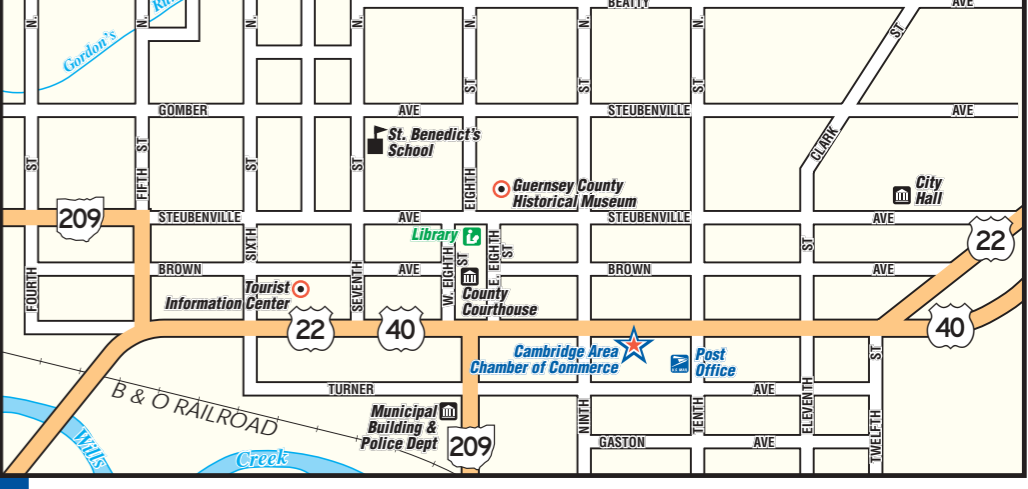 BEATTY
AVE
N.
N.
N.
N.
N.
ST
ST
ST
ST
Gordon's
Run
GOMBER
AVE
STEUBENVILLE
AVE
St. Benedict's
School
ST
FIFTH ST
ST
ST
EIGHTH
CLARK
Guernsey County
Historical Museum
City
Hall
209
STEUBENVILLE
AVE
STEUBENVILLE
AVE
22
Library
SIXTH
W. EIGHTH
ST
E. EIGHTH
ST
ST
FOURTH
BROWN
AVE
BROWN
AVE
SEVENTH
Tourist
Information Center
County
Courthouse
22
40
40
Cambridge Area
Chamber of Commerce
Post
Office
ST
TURNER
AVE
B & O RAILROAD
Municipal
Building &
Police Dept
209
NINTH
TENTH
ELEVENTH
TWELFTH
GASTON
AVE
Wills
Creek